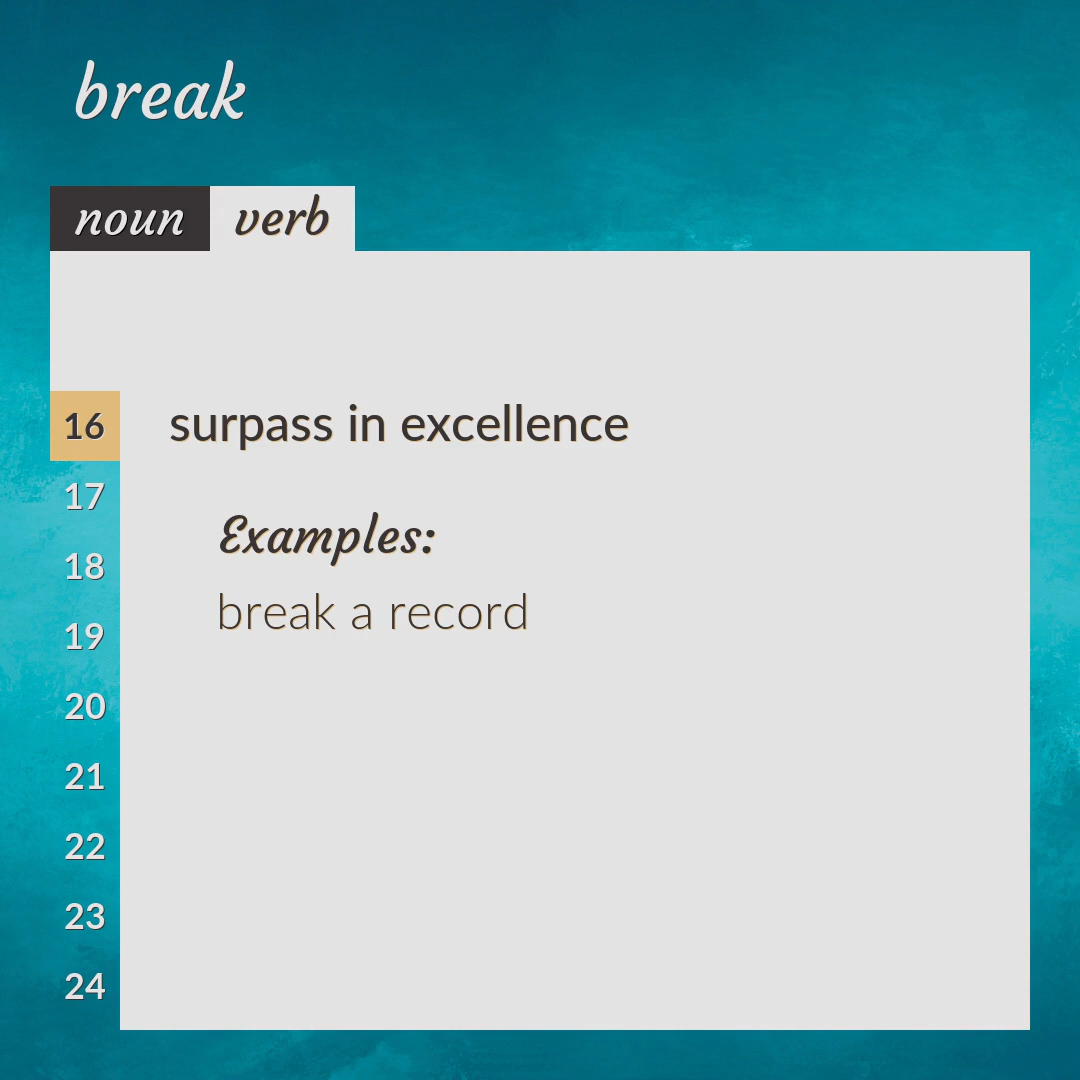 break
noun verb
16 surpass in excellence
17
Examples:
18
break a record
19
20
21
22
23
24